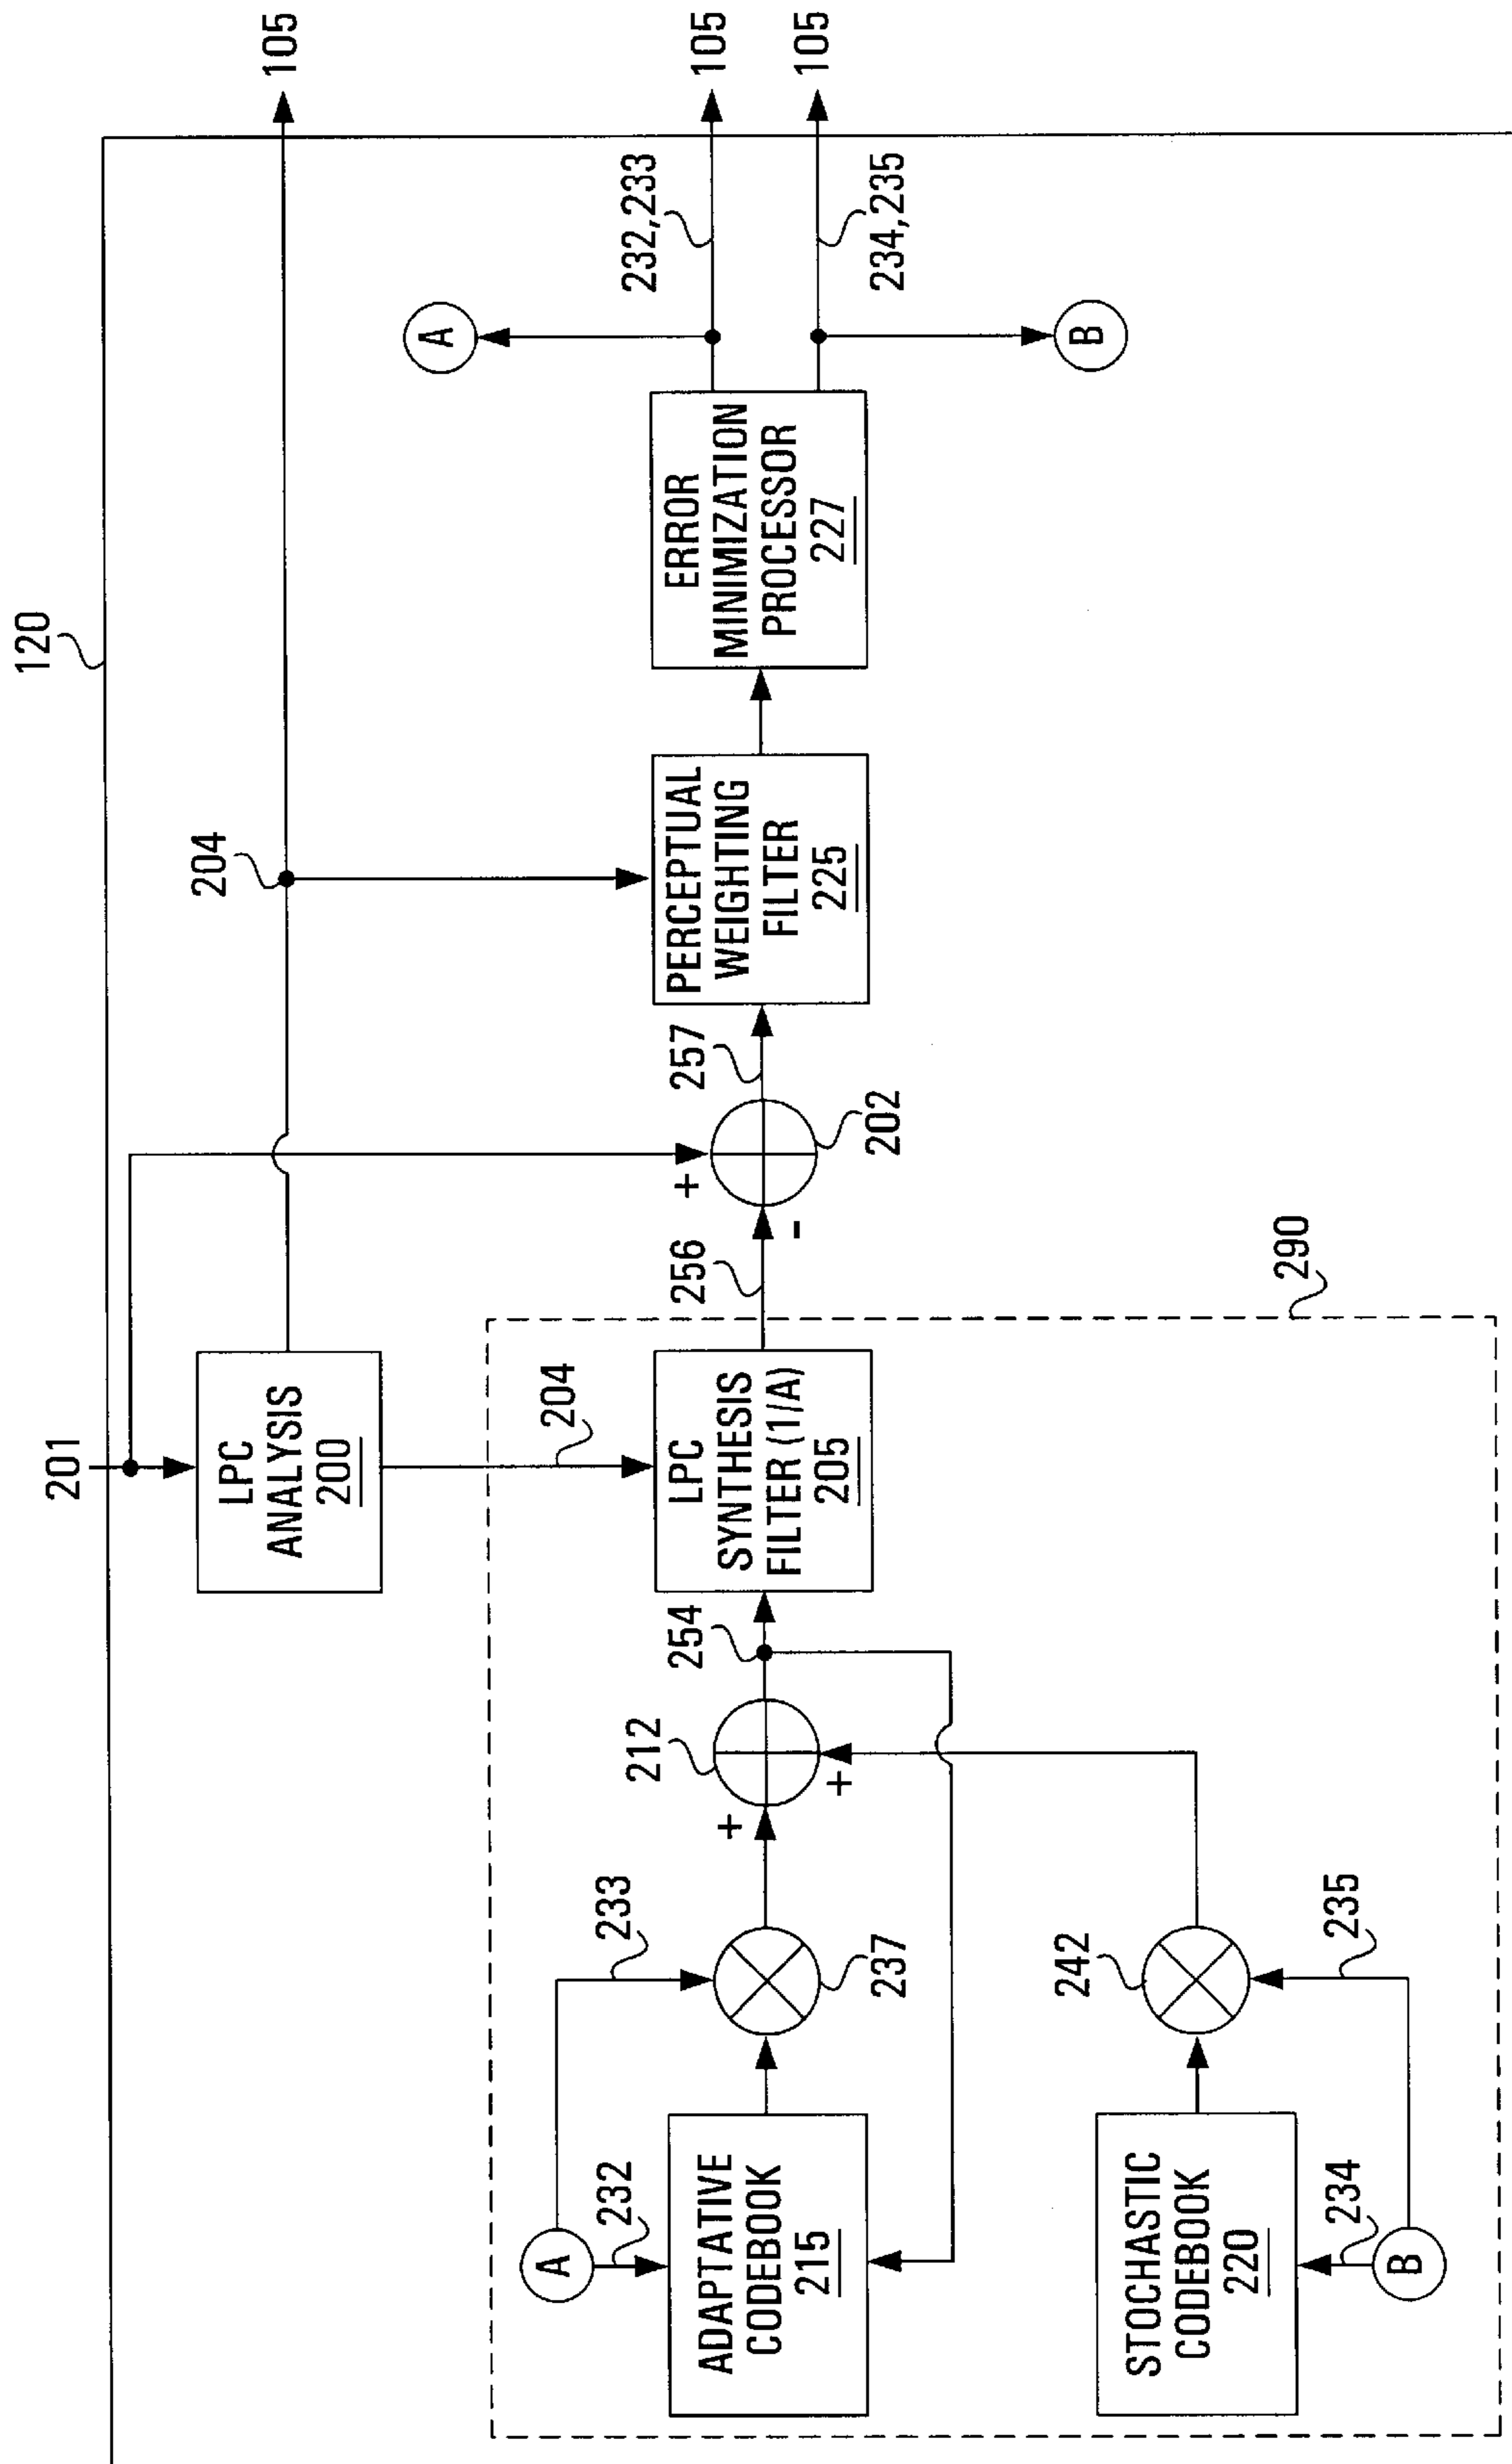 120
201
LPC
ANALYSIS
200
204
105
204
LPC
SYNTHESIS
FILTER (1/A)
205
256
+
-
202
257
PERCEPTUAL
WEIGHTING
FILTER
225
ERROR
MINIMIZATION
PROCESSOR
227
A
232,233
105
234,235
105
B
290
A
232
233
ADAPTATIVE
CODEBOOK
215
237
+
+
212
254
STOCHASTIC
CODEBOOK
220
B
234
235
242